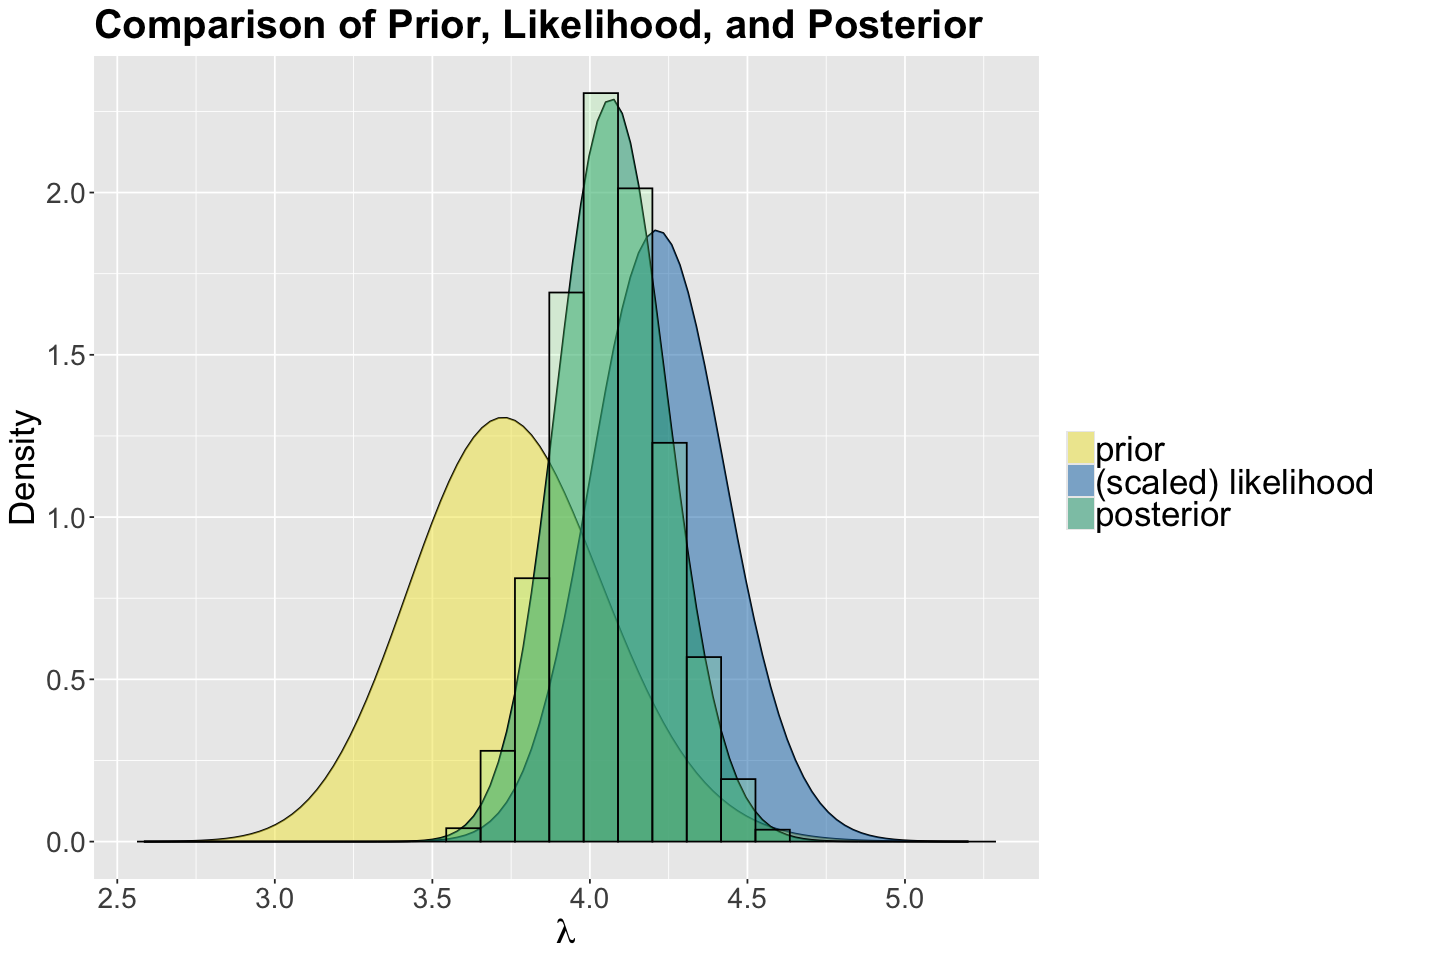 Comparison of Prior, Likelihood, and Posterior
Density
2.0
1.5
1.0
0.5
0.0
2.5 3.0 3.5 4.0 4.5 5.0
λ
prior
(scaled) likelihood
posterior